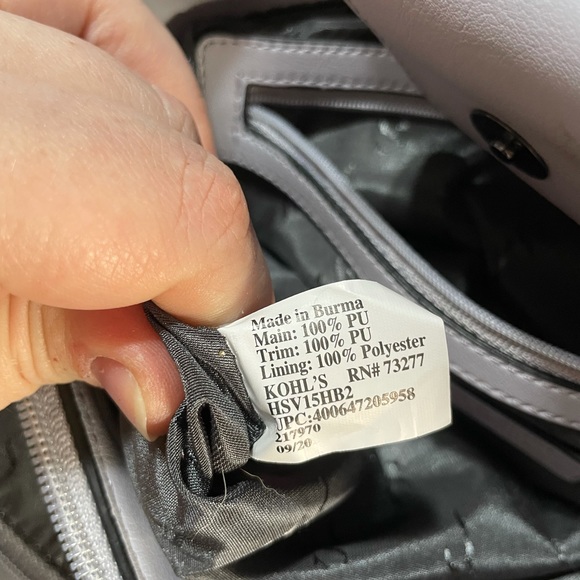 Made in Burma
Main: 100% PU
Trim: 100% PU
Lining: 100% Polyester
KOHL'S RN# 73277
HSV15HB2
UPC:400647205958
217970
09/20